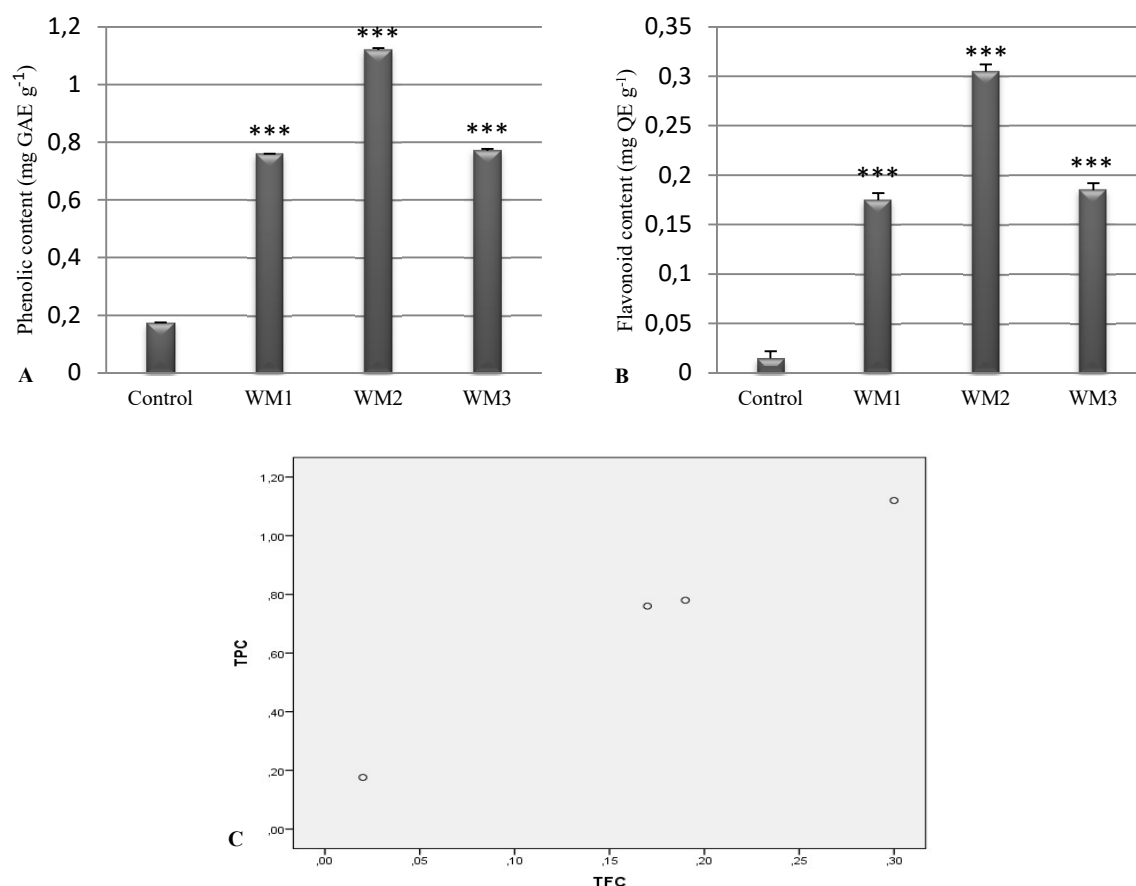 Phenolic content (mg GAE g-1)
1,2
1
0,8
0,6
0,4
0,2
0
***
***
***
Control WM1 WM2 WM3
A
Flavonoid content (mg QE g-1)
0,35
0,3
0,25
0,2
0,15
0,1
0,05
0
***
***
***
Control WM1 WM2 WM3
B
TPC
1,20
1,00
,80
,60
,40
,20
,00
,00 ,05 ,10 ,15 ,20 ,25 ,30
TFC
C